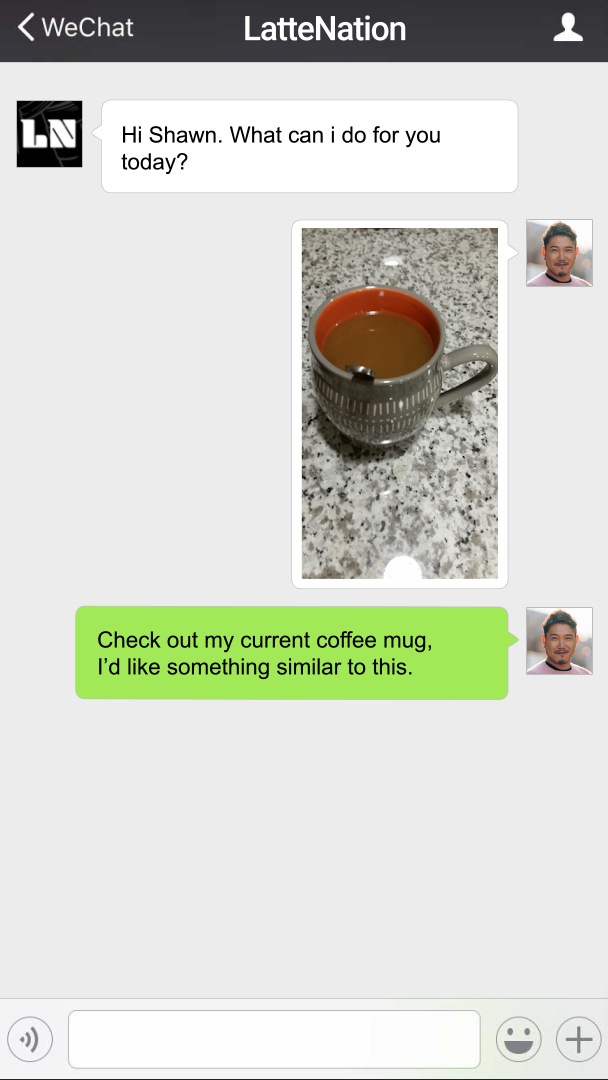 WeChat LatteNation
LN
Hi Shawn. What can i do for you
today?
Check out my current coffee mug,
I’d like something similar to this.